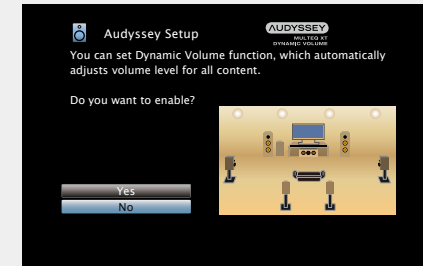 Audyssey Setup
AUDYSSEY
MULTEQ XT
DYNAMIC VOLUME
You can set Dynamic Volume function, which automatically
adjusts volume level for all content.
Do you want to enable?
Yes
No